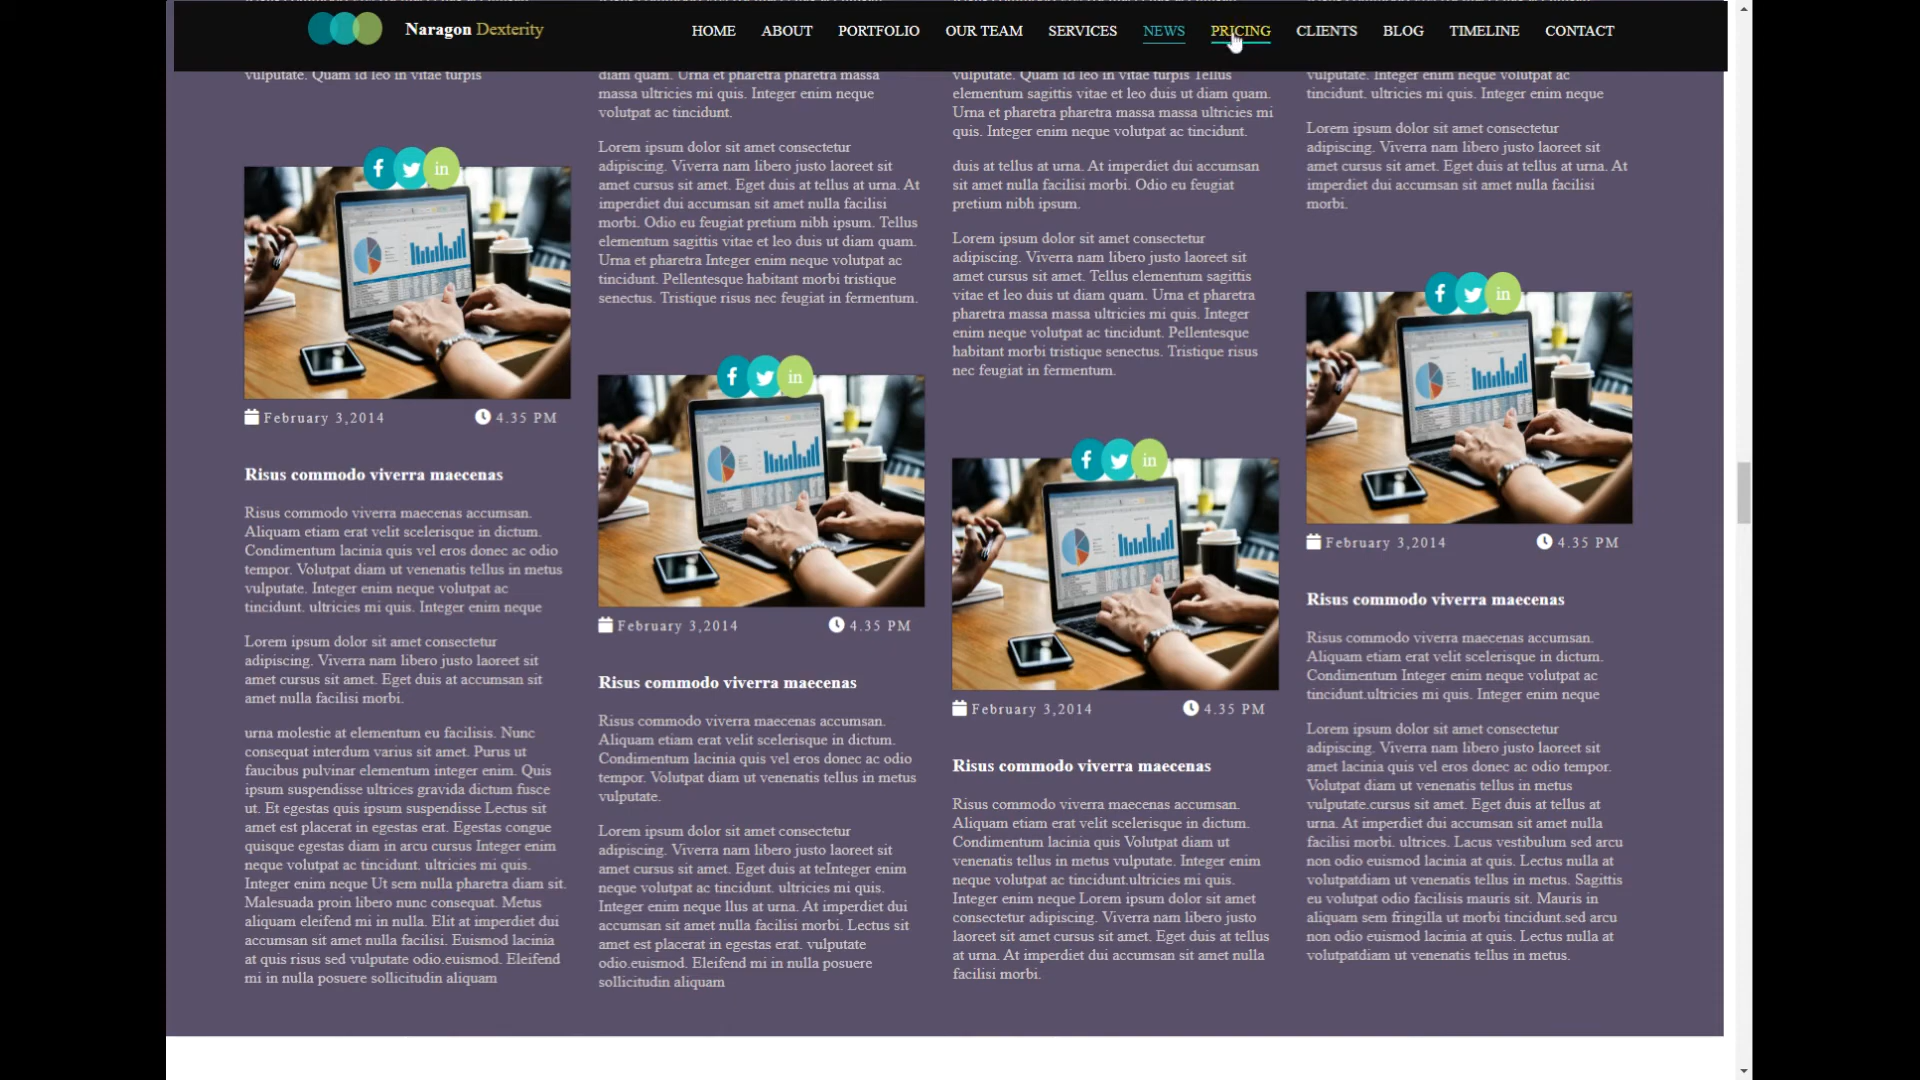 Naragon Dexterity
HOME ABOUT PORTFOLIO OUR TEAM SERVICES NEWS PRICING CLIENTS BLOG TIMELINE CONTACT
vulputate. Quam id leo in vitae turpis
in
February 3,2014 4.35 PM
Risus commodo viverra maecenas
Risus commodo viverra maecenas accumsan.
Aliquam etiam erat velit scelerisque in dictum.
Condimentum lacinia quis vel eros donec ac odio
tempor. Volutpat diam ut venenatis tellus in metus
vulputate. Integer enim neque volutpat ac
tincidunt. ultricies mi quis. Integer enim neque
Lorem ipsum dolor sit amet consectetur
adipiscing. Viverra nam libero justo laoreet sit
amet cursus sit amet. Eget duis at accumsan sit
amet nulla facilisi morbi.
urna molestie at elementum eu facilisis. Nunc
consequat interdum varius sit amet. Purus ut
faucibus pulvinar elementum integer enim. Quis
ipsum suspendisse ultrices gravida dictum fusce
ut. Et egestas quis ipsum suspendisse Lectus sit
amet est placerat in egestas erat. Egestas congue
quisque egestas diam in arcu cursus Integer enim
neque volutpat ac tincidunt. ultricies mi quis.
Integer enim neque Ut sem nulla pharetra diam sit.
Malesuada proin libero nunc consequat. Metus
aliquam eleifend mi in nulla. Elit at imperdiet dui
accumsan sit amet nulla facilisi. Euismod lacinia
at quis risus sed vulputate odio.euismod. Eleifend
mi in nulla posuere sollicitudin aliquam
diam quam. Urna et pharetra pharetra massa
massa ultricies mi quis. Integer enim neque
volutpat ac tincidunt.
Lorem ipsum dolor sit amet consectetur
adipiscing. Viverra nam libero justo laoreet sit
amet cursus sit amet. Eget duis at tellus at urna. At
imperdiet dui accumsan sit amet nulla facilisi
morbi. Odio eu feugiat pretium nibh ipsum. Tellus
elementum sagittis vitae et leo duis ut diam quam.
Urna et pharetra Integer enim neque volutpat ac
tincidunt. Pellentesque habitant morbi tristique
senectus. Tristique risus nec feugiat in fermentum.
in
February 3,2014 4.35 PM
Risus commodo viverra maecenas
Risus commodo viverra maecenas accumsan.
Aliquam etiam erat velit scelerisque in dictum.
Condimentum lacinia quis vel eros donec ac odio
tempor. Volutpat diam ut venenatis tellus in metus
vulputate.
Lorem ipsum dolor sit amet consectetur
adipiscing. Viverra nam libero justo laoreet sit
amet cursus sit amet. Eget duis at teInteger enim
neque volutpat ac tincidunt. ultricies mi quis.
Integer enim neque llus at urna. At imperdiet dui
accumsan sit amet nulla facilisi morbi. Lectus sit
amet est placerat in egestas erat. vulputate
odio.euismod. Eleifend mi in nulla posuere
sollicitudin aliquam
vulputate. Quam id leo in vitae turpis Tellus
elementum sagittis vitae et leo duis ut diam quam.
Urna et pharetra pharetra massa massa ultricies mi
quis. Integer enim neque volutpat ac tincidunt.
duis at tellus at urna. At imperdiet dui accumsan
sit amet nulla facilisi morbi. Odio eu feugiat
pretium nibh ipsum.
Lorem ipsum dolor sit amet consectetur
adipiscing. Viverra nam libero justo laoreet sit
amet cursus sit amet. Tellus elementum sagittis
vitae et leo duis ut diam quam. Urna et pharetra
pharetra massa massa ultricies mi quis. Integer
enim neque volutpat ac tincidunt. Pellentesque
habitant morbi tristique senectus. Tristique risus
nec feugiat in fermentum.
in
February 3,2014 4.35 PM
Risus commodo viverra maecenas
Risus commodo viverra maecenas accumsan.
Aliquam etiam erat velit scelerisque in dictum.
Condimentum lacinia quis Volutpat diam ut
venenatis tellus in metus vulputate. Integer enim
neque volutpat ac tincidunt.ultricies mi quis.
Integer enim neque Lorem ipsum dolor sit amet
consectetur adipiscing. Viverra nam libero justo
laoreet sit amet cursus sit amet. Eget duis at tellus
at urna. At imperdiet dui accumsan sit amet nulla
facilisi morbi.
vulputate. Integer enim neque volutpat ac
tincidunt. ultricies mi quis. Integer enim neque
Lorem ipsum dolor sit amet consectetur
adipiscing. Viverra nam libero justo laoreet sit
amet cursus sit amet. Eget duis at tellus at urna. At
imperdiet dui accumsan sit amet nulla facilisi
morbi.
in
February 3,2014 4.35 PM
Risus commodo viverra maecenas
Risus commodo viverra maecenas accumsan.
Aliquam etiam erat velit scelerisque in dictum.
Condimentum Integer enim neque volutpat ac
tincidunt.ultricies mi quis. Integer enim neque
Lorem ipsum dolor sit amet consectetur
adipiscing. Viverra nam libero justo laoreet sit
amet lacinia quis vel eros donec ac odio tempor.
Volutpat diam ut venenatis tellus in metus
vulputate.cursus sit amet. Eget duis at tellus at
urna. At imperdiet dui accumsan sit amet nulla
facilisi morbi. ultrices. Lacus vestibulum sed arcu
non odio euismod lacinia at quis. Lectus nulla at
volutpatdiam ut venenatis tellus in metus. Sagittis
eu volutpat odio facilisis mauris sit. Mauris in
aliquam sem fringilla ut morbi tincidunt.sed arcu
non odio euismod lacinia at quis. Lectus nulla at
volutpatdiam ut venenatis tellus in metus.